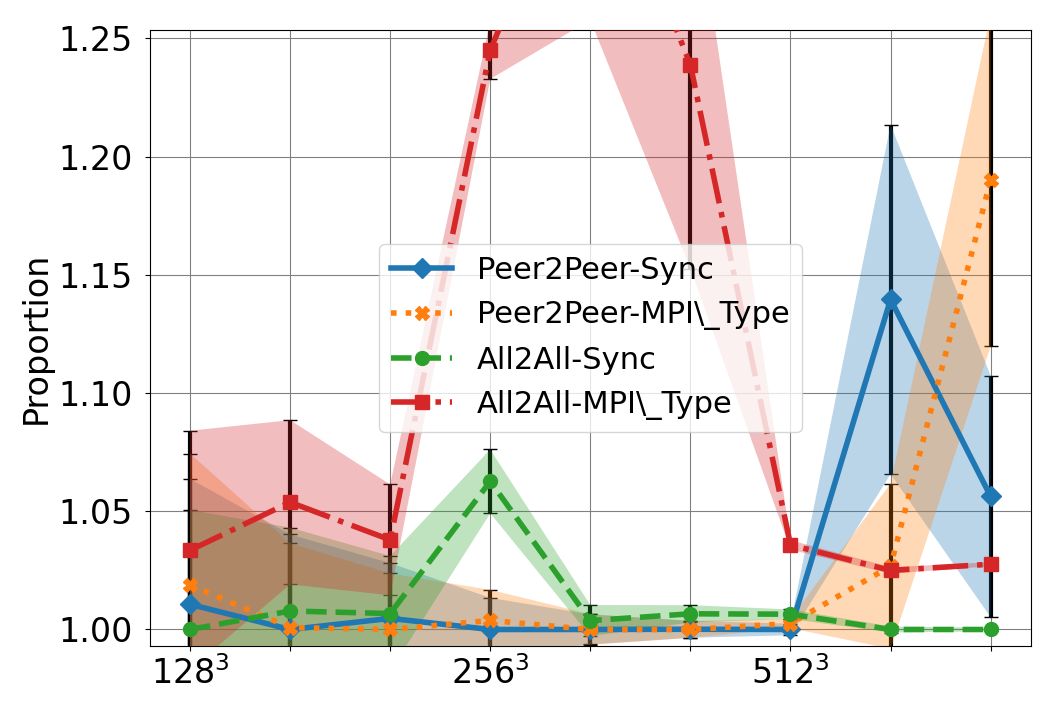 1.25
1.20
1.15
1.10
1.05
1.00
Proportion
Peer2Peer-Sync
Peer2Peer-MPI\_Type
All2All-Sync
All2All-MPI\_Type
128³ 256³ 512³